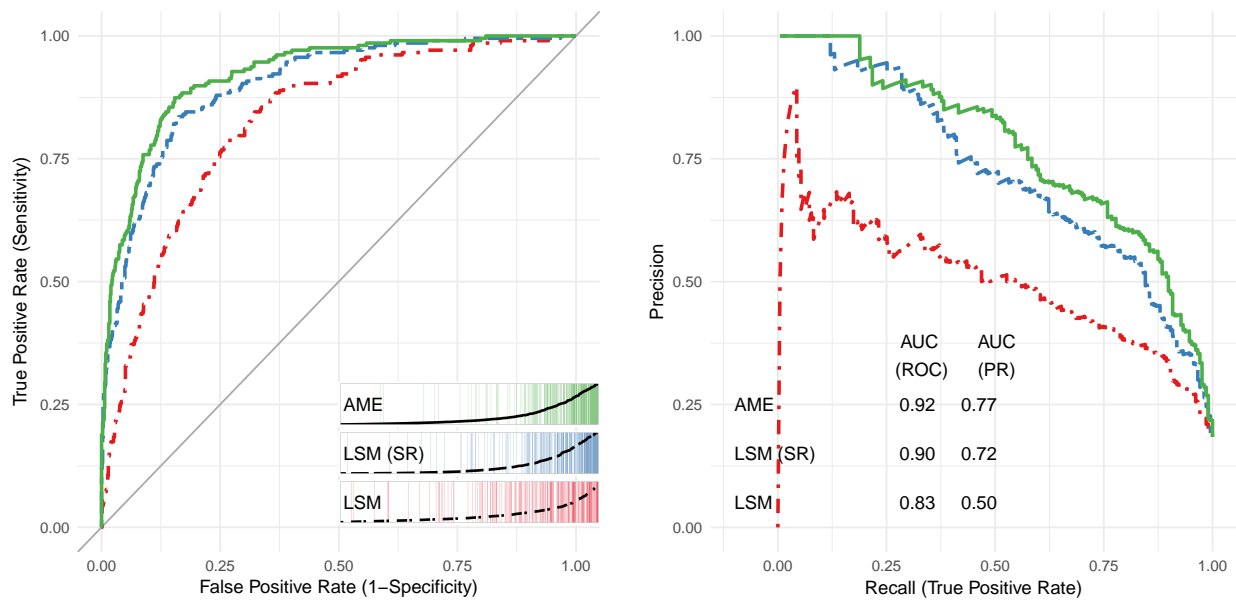 1.00
0.75
0.50
0.25
0.00
True Positive Rate (Sensitivity)
AME
LSM (SR)
LSM
0.00 0.25 0.50 0.75 1.00
False Positive Rate (1−Specificity)
1.00
0.75
0.50
0.25
0.00
Precision
AUC AUC
(ROC) (PR)
AME 0.92 0.77
LSM (SR) 0.90 0.72
LSM 0.83 0.50
0.00 0.25 0.50 0.75 1.00
Recall (True Positive Rate)